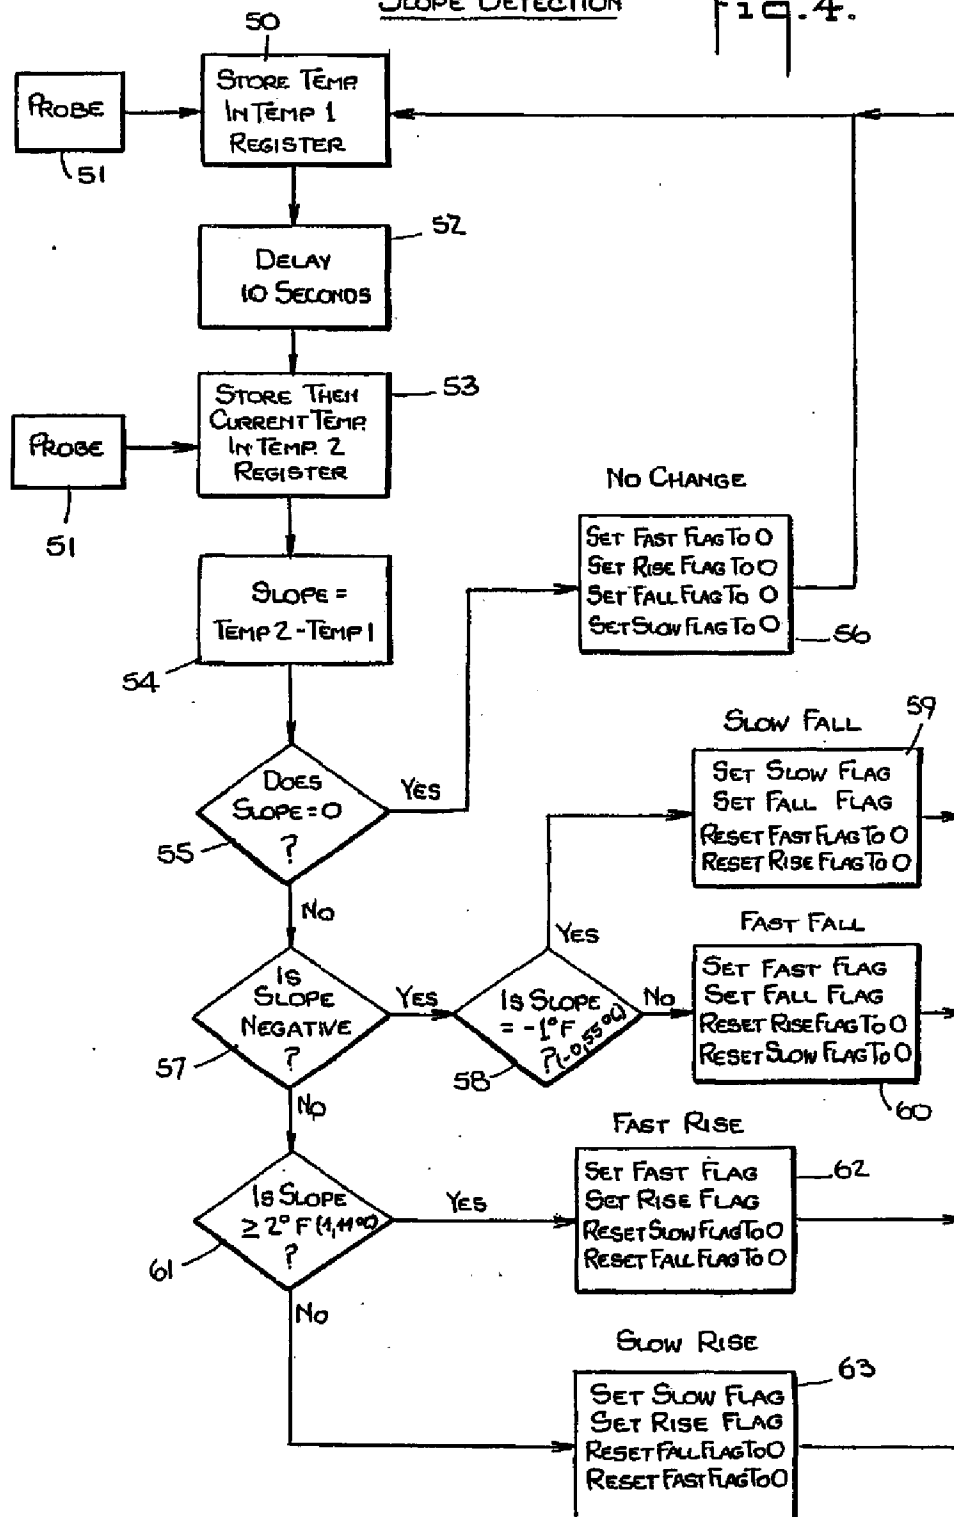 SLOPE DETECTION
Fig. 4.
50
STORE TEMP.
IN TEMP 1
REGISTER
PROBE
51
52
DELAY
10 SECONDS
53
STORE THEN
CURRENT TEMP.
IN TEMP. 2
REGISTER
PROBE
51
NO CHANGE
SET FAST FLAG TO 0
SET RISE FLAG TO 0
SET FALL FLAG TO 0
SET SLOW FLAG TO 0
56
SLOPE =
TEMP 2 - TEMP 1
54
59
SLOW FALL
SET SLOW FLAG
SET FALL FLAG
RESET FAST FLAG TO 0
RESET RISE FLAG TO 0
DOES
SLOPE = 0
?
55
YES
NO
FAST FALL
SET FAST FLAG
SET FALL FLAG
RESET RISE FLAG TO 0
RESET SLOW FLAG TO 0
60
YES
IS
SLOPE
NEGATIVE
?
57
YES
IS SLOPE
= -1°F
? (-0,55°C)
58
NO
NO
FAST RISE
SET FAST FLAG
SET RISE FLAG
RESET SLOW FLAG TO 0
RESET FALL FLAG TO 0
62
IS SLOPE
≥ 2°F (1,11°C)
?
61
YES
NO
SLOW RISE
63
SET SLOW FLAG
SET RISE FLAG
RESET FALL FLAG TO 0
RESET FAST FLAG TO 0